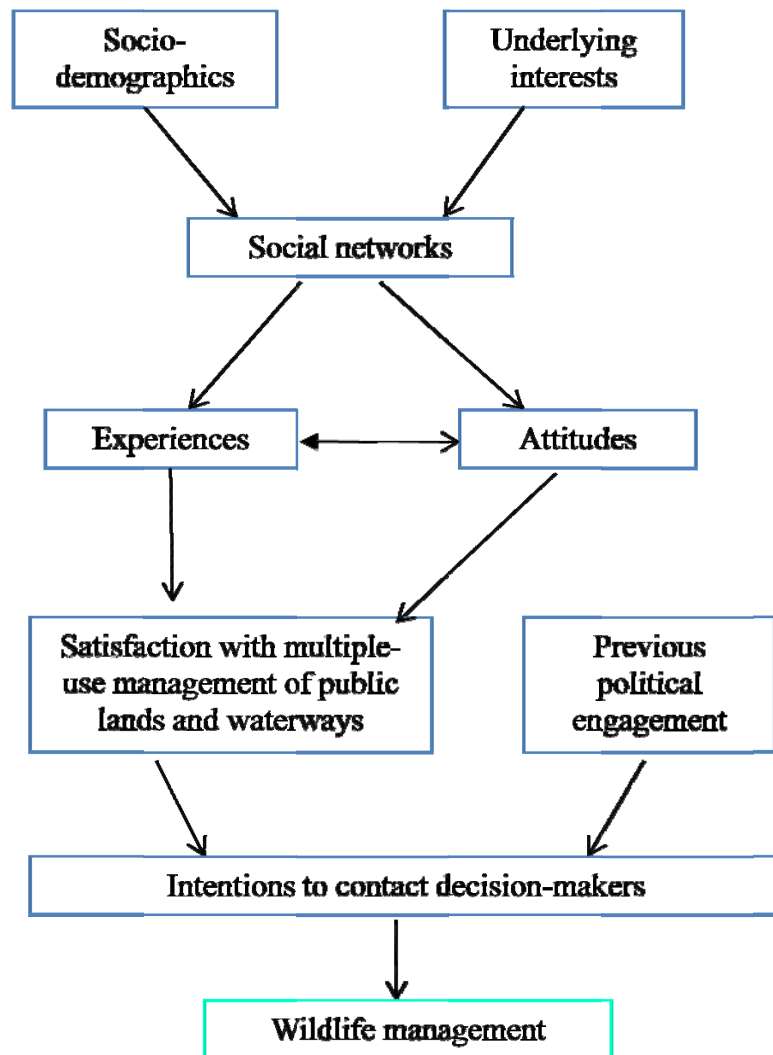 Socio-
demographics
Underlying
interests
Social networks
Experiences
Attitudes
Satisfaction with multiple-
use management of public
lands and waterways
Previous
political
engagement
Intentions to contact decision-makers
Wildlife management